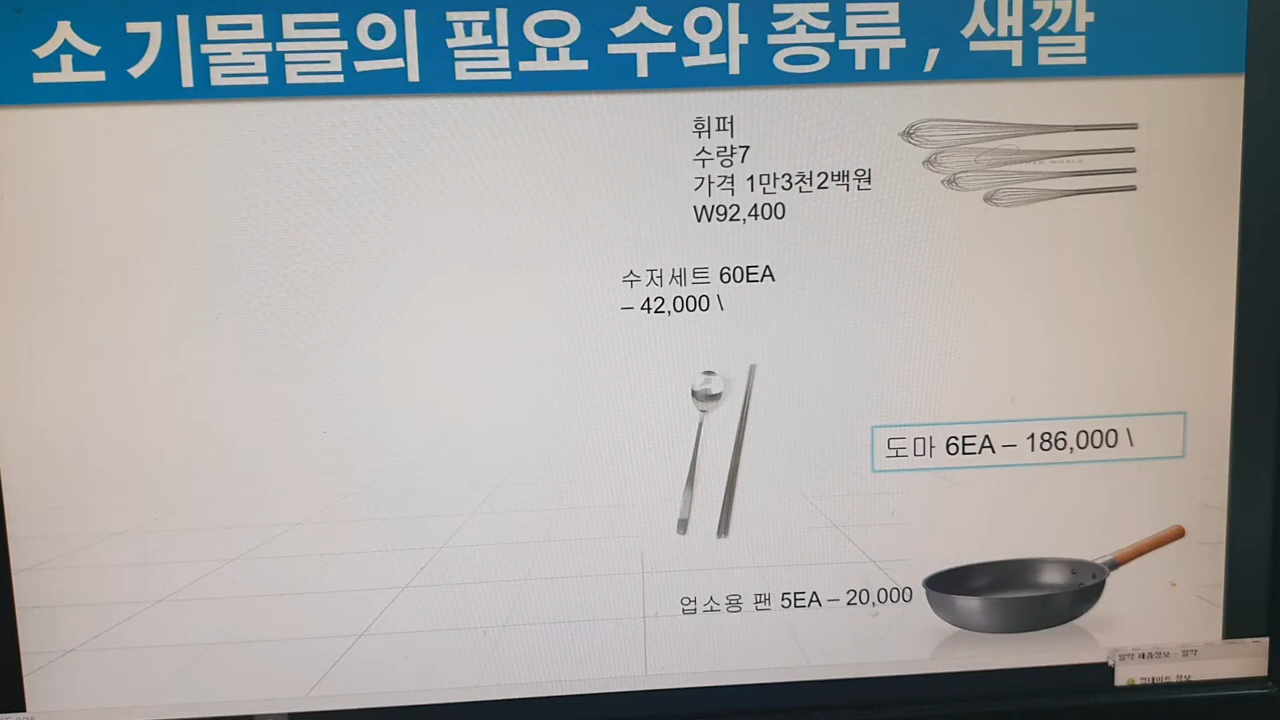 소 기물들의 필요 수와 종류 , 색깔
휘퍼
수량7
가격 1만3천2백원
W92,400
수저세트 60EA
– 42,000 \
도마 6EA – 186,000 \
업소용 팬 5EA – 20,000